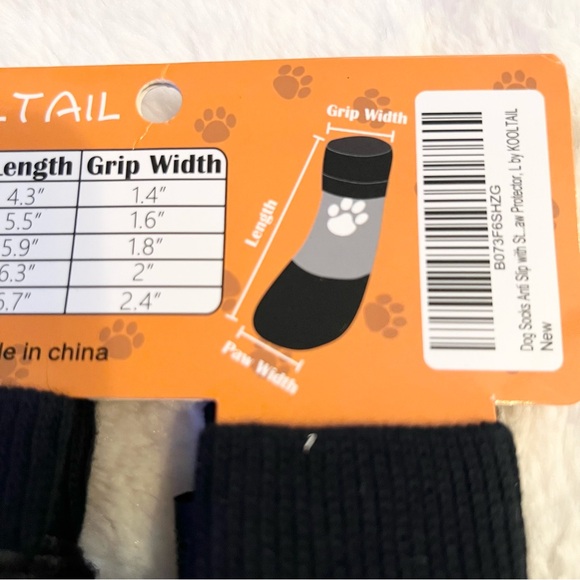 LTAIL
Length Grip Width
4.3" 1.4"
5.5" 1.6"
5.9" 1.8"
6.3" 2"
6.7" 2.4"
in china
Grip Width
Length
Paw Width
B073F6SHZG
Dog Socks Anti Slip with St...aw Protector, L by KOOLTAIL
New